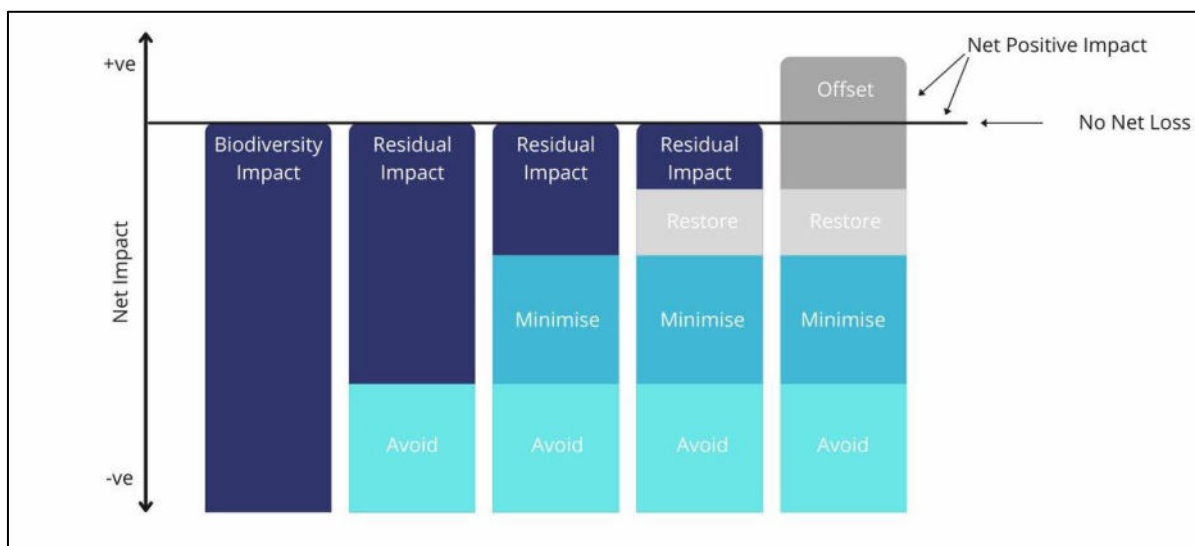 +ve
Net Positive Impact
Offset
No Net Loss
Biodiversity
Impact
Residual
Impact
Residual
Impact
Residual
Impact
Restore
Restore
Net Impact
Minimise
Minimise
Minimise
Avoid
Avoid
Avoid
Avoid
-ve